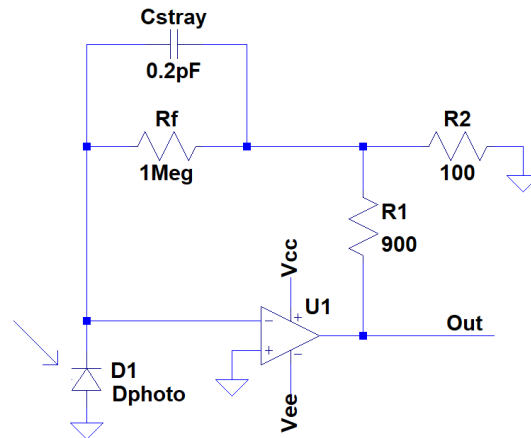 Cstray
0.2pF
Rf
1Meg
R2
100
R1
900
Vcc
U1
Out
D1
Dphoto
Vee